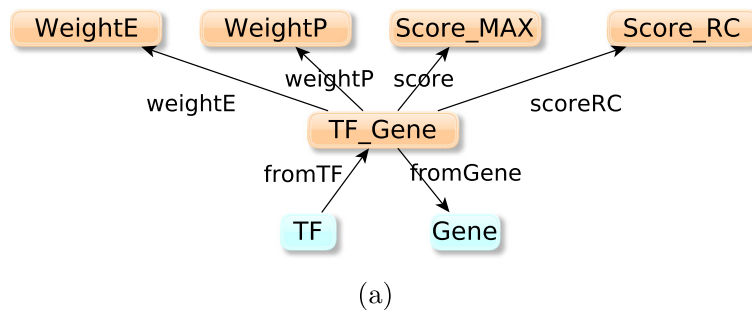 WeightE WeightP Score_MAX Score_RC
weightP score
weightE scoreRC
TF_Gene
fromTF fromGene
TF Gene
(a)